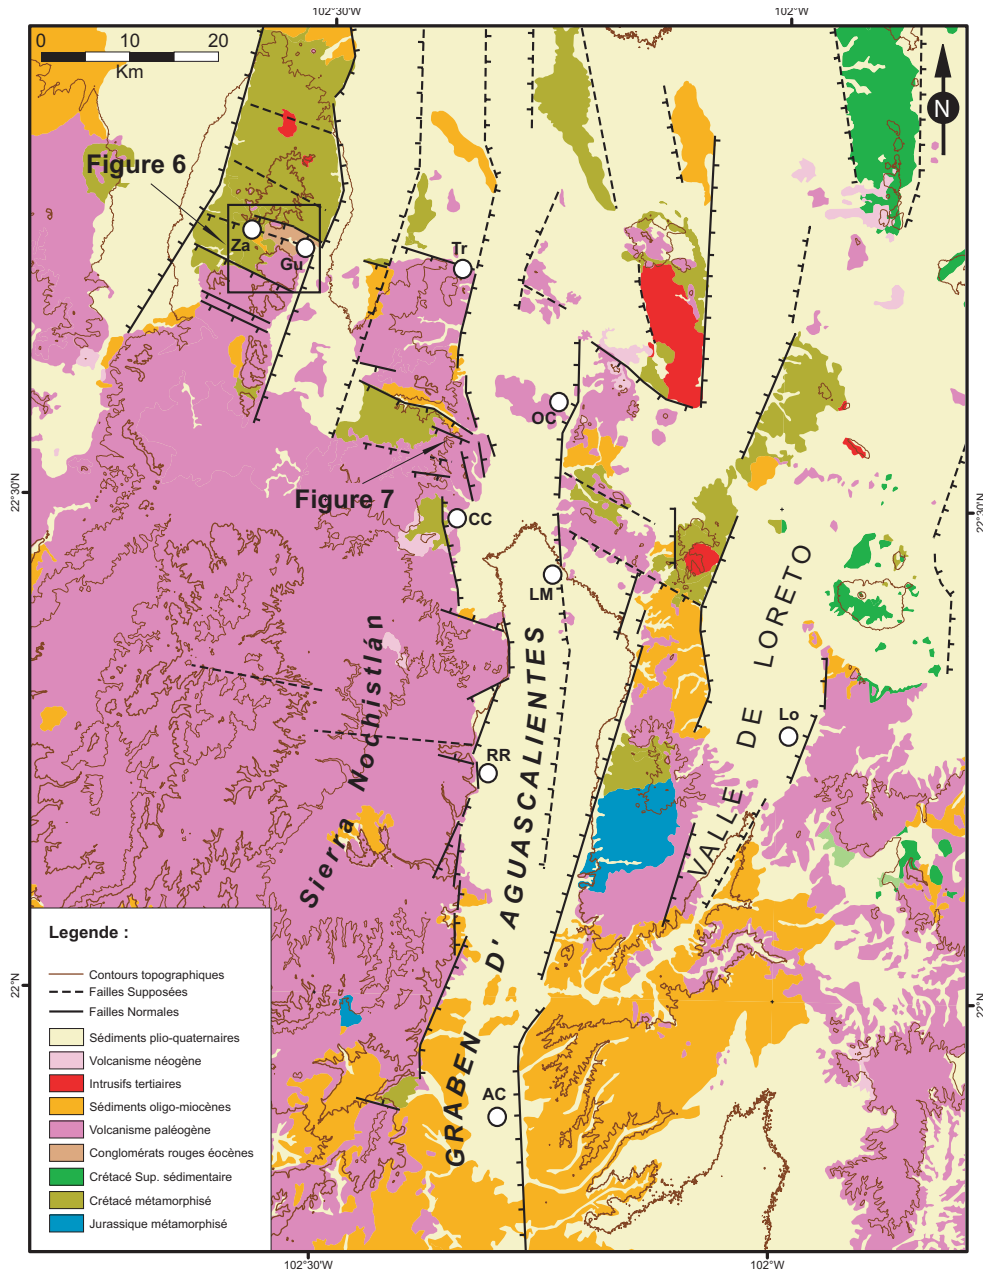 102°30'W
102°W
0 10 20
Km
N
Figure 6
Za
Gu
Tr
OC
Figure 7
CC
LM
22°30'N
22°30'N
Sierra Nochistlán
GRABEN D' AGUASCALIENTES
VALLE DE LORETO
Lo
RR
AC
22°N
22°N
Legende :
Contours topographiques
Failles Supposées
Failles Normales
Sédiments plio-quaternaires
Volcanisme néogène
Intrusifs tertiaires
Sédiments oligo-miocènes
Volcanisme paléogène
Conglomérats rouges éocènes
Crétacé Sup. sédimentaire
Crétacé métamorphisé
Jurassique métamorphisé
102°30'W
102°W